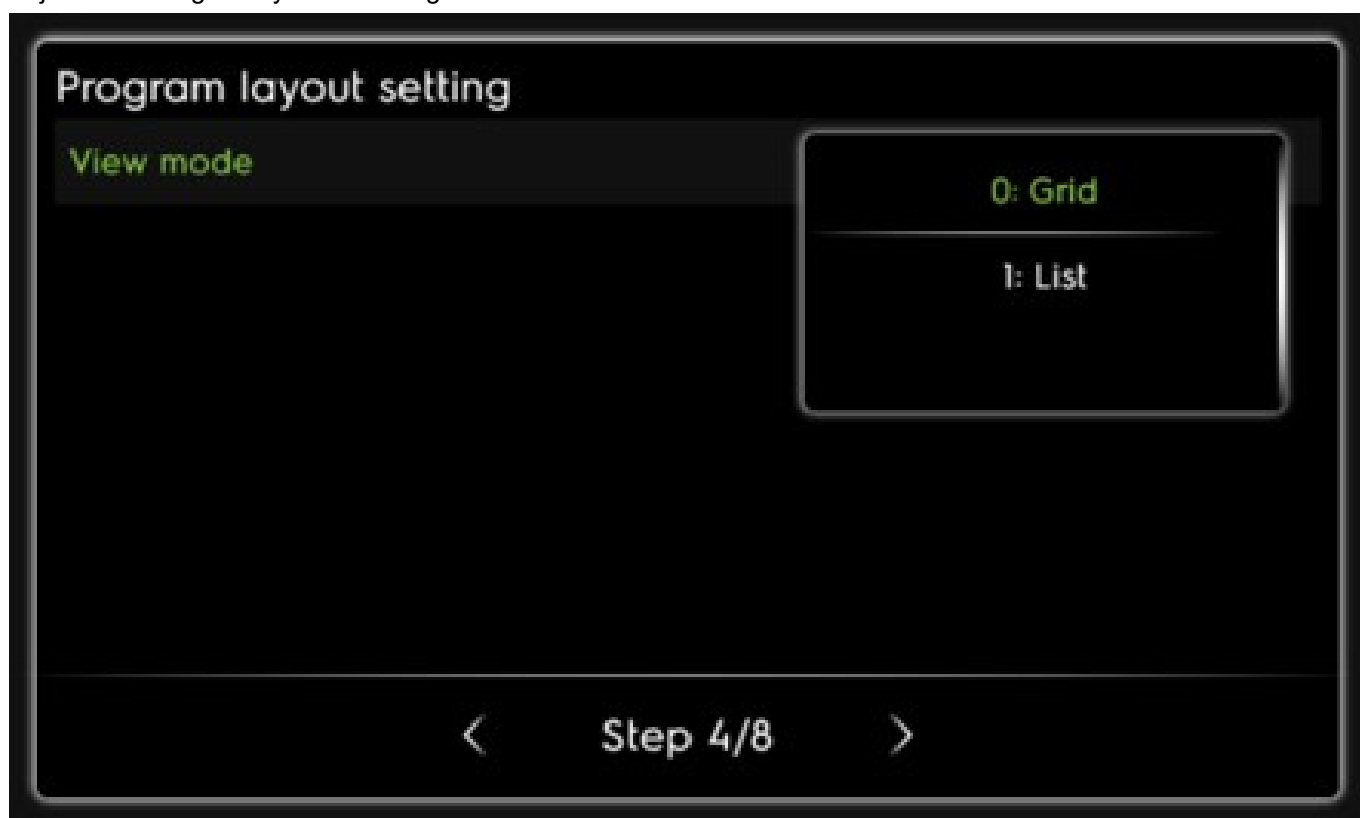 Program layout setting
View mode
0: Grid
1: List
< Step 4/8 >